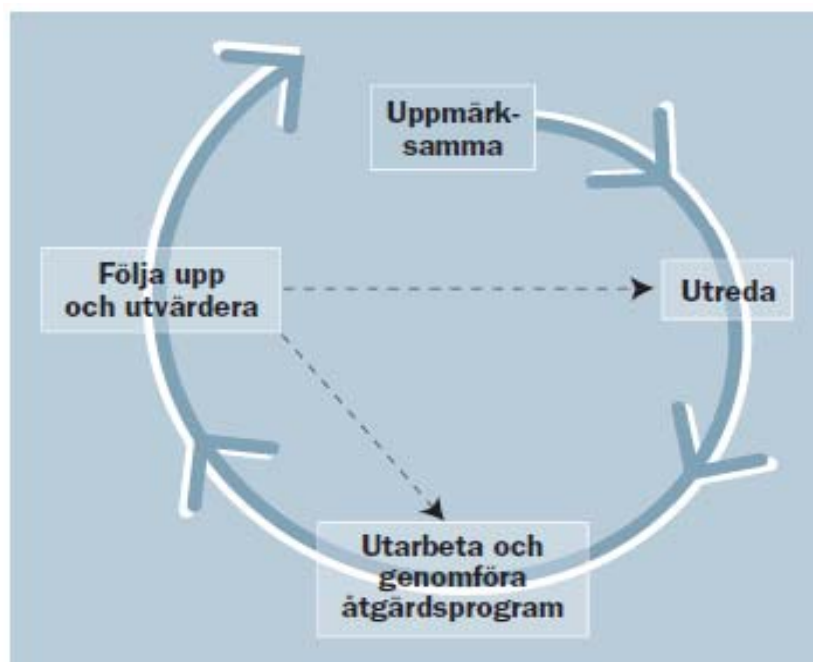 Uppmärk-
samma
Utreda
Utarbeta och
genomföra
åtgärdsprogram
Följa upp
och utvärdera